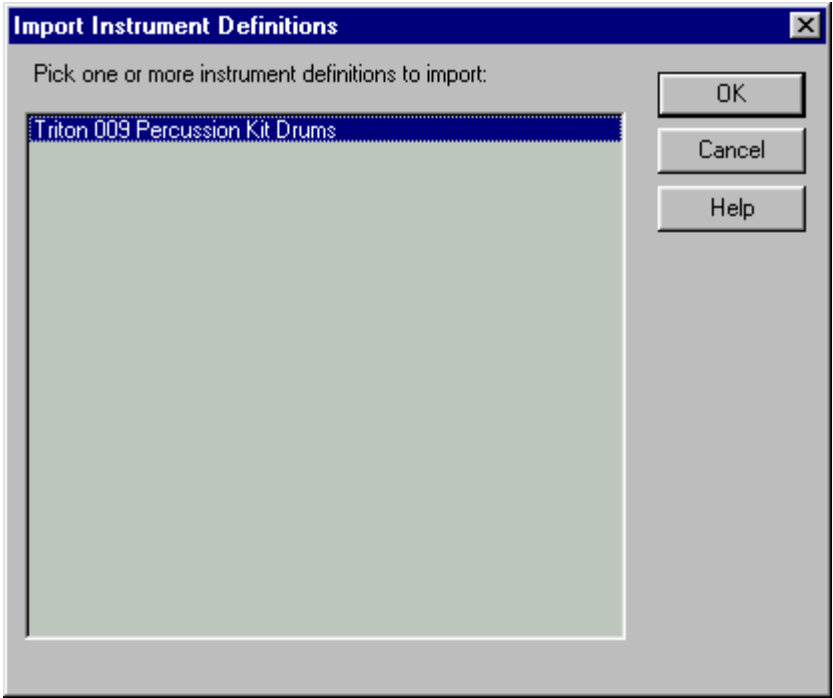 Import Instrument Definitions
Pick one or more instrument definitions to import:
Triton 009 Percussion Kit Drums
OK
Cancel
Help